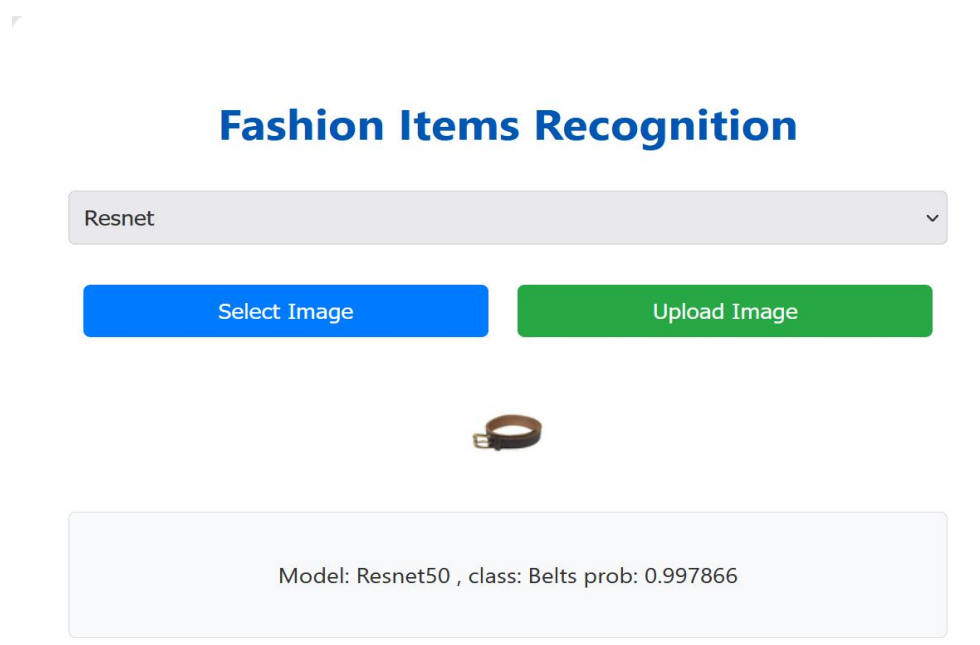 Fashion Items Recognition
Resnet
Select Image
Upload Image
Model: Resnet50 , class: Belts prob: 0.997866